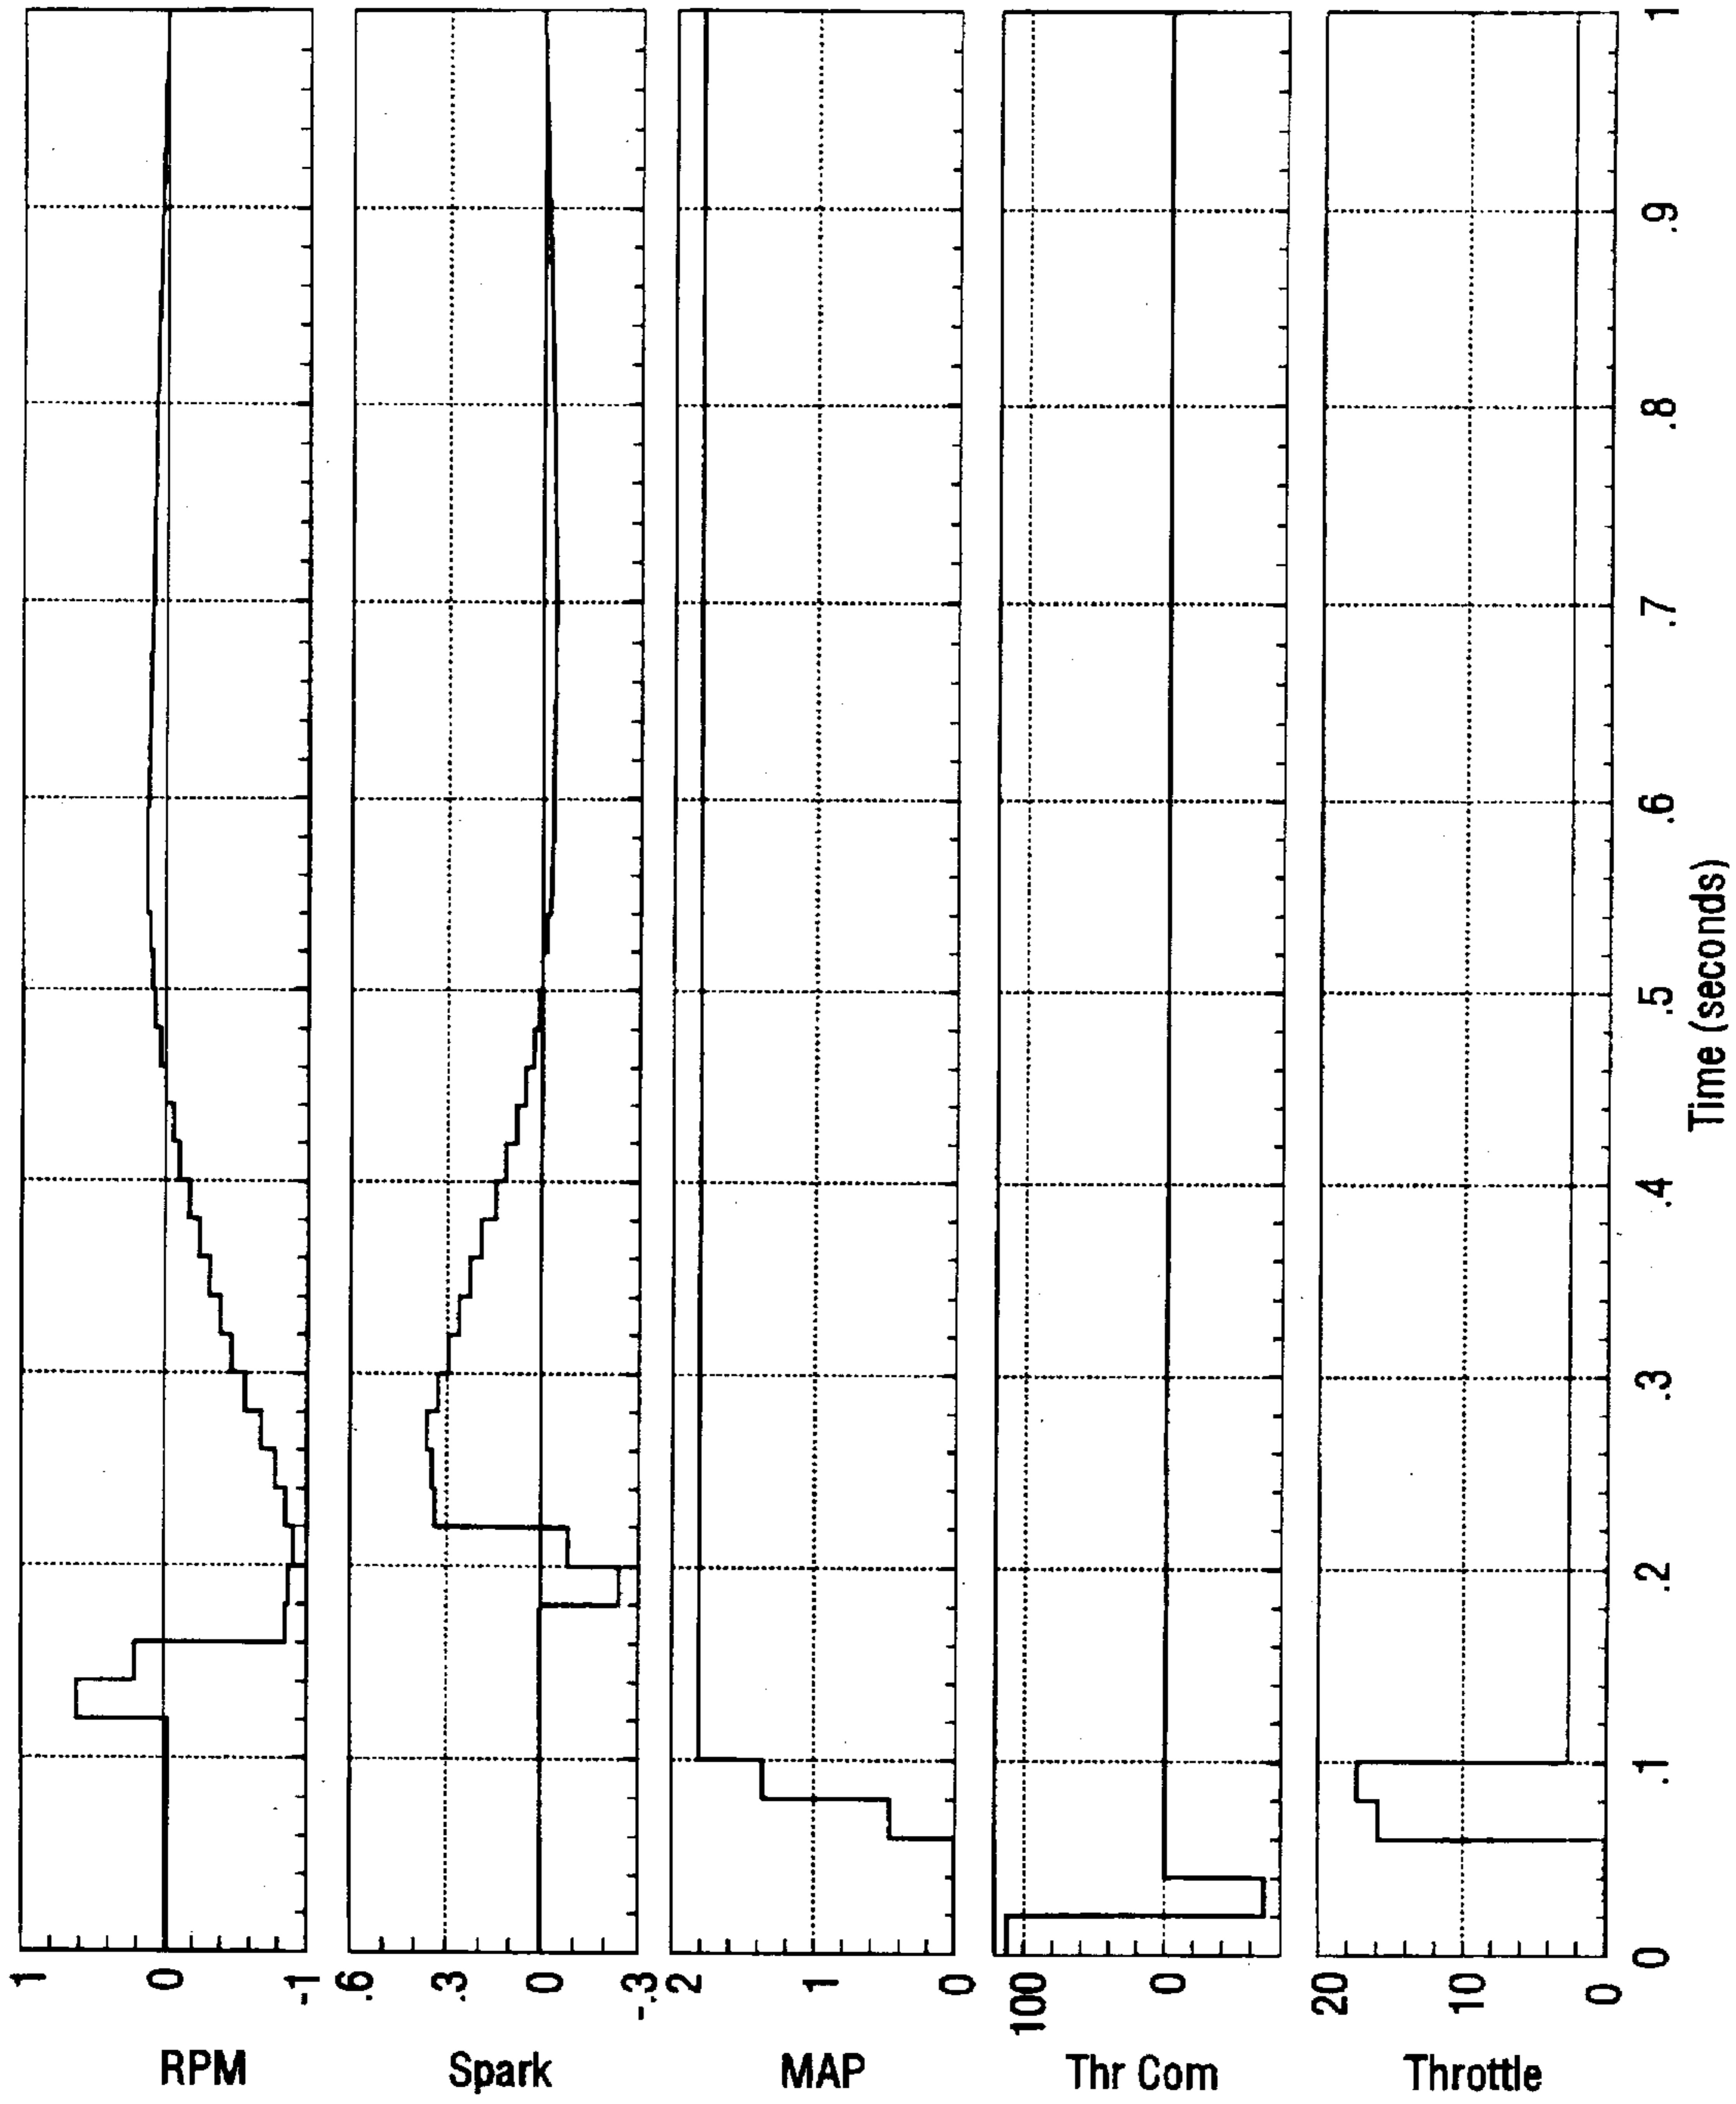 RPM
1
0
-1
Spark
.6
.3
0
-.3
MAP
2
1
0
Thr Com
100
0
Throttle
20
10
0
0 .1 .2 .3 .4 .5 .6 .7 .8 .9 1
Time (seconds)